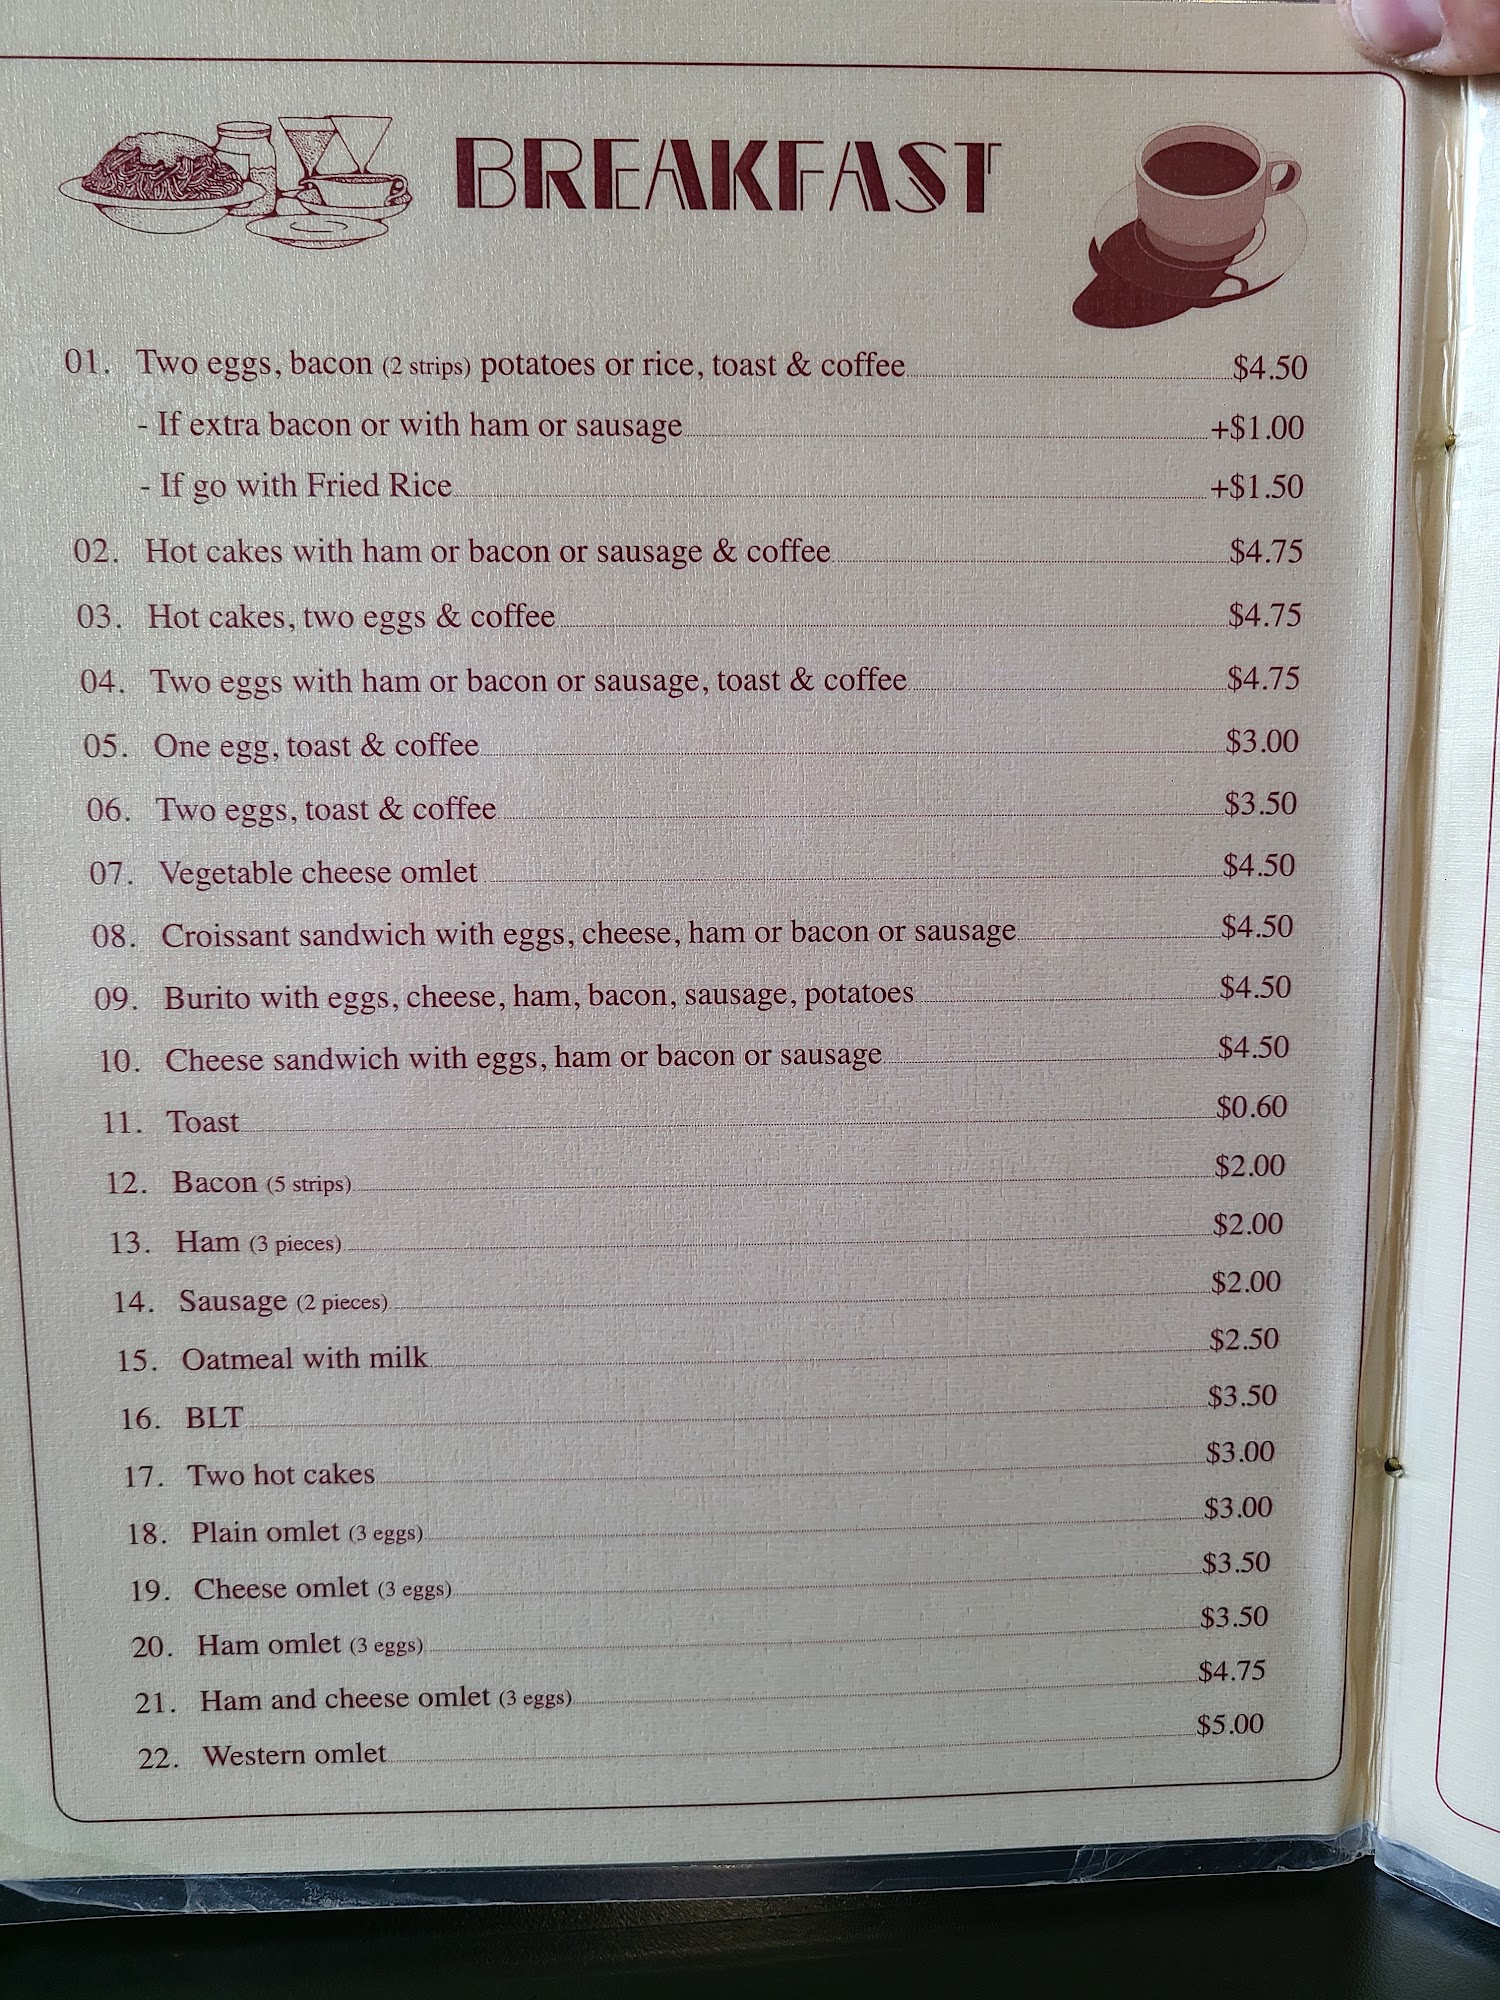 BREAKFAST
01. Two eggs, bacon (2 strips) potatoes or rice, toast & coffee $4.50
- If extra bacon or with ham or sausage +$1.00
- If go with Fried Rice +$1.50
02. Hot cakes with ham or bacon or sausage & coffee $4.75
03. Hot cakes, two eggs & coffee $4.75
04. Two eggs with ham or bacon or sausage, toast & coffee $4.75
05. One egg, toast & coffee $3.00
06. Two eggs, toast & coffee $3.50
07. Vegetable cheese omlet $4.50
08. Croissant sandwich with eggs, cheese, ham or bacon or sausage $4.50
09. Burito with eggs, cheese, ham, bacon, sausage, potatoes $4.50
10. Cheese sandwich with eggs, ham or bacon or sausage $4.50
11. Toast $0.60
12. Bacon (5 strips) $2.00
13. Ham (3 pieces) $2.00
14. Sausage (2 pieces) $2.00
15. Oatmeal with milk $2.50
16. BLT $3.50
17. Two hot cakes $3.00
18. Plain omlet (3 eggs) $3.00
19. Cheese omlet (3 eggs) $3.50
20. Ham omlet (3 eggs) $3.50
21. Ham and cheese omlet (3 eggs) $4.75
22. Western omlet $5.00